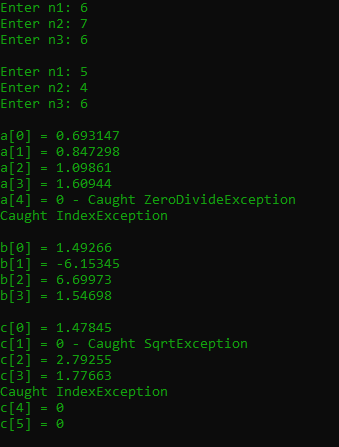 Enter n1: 6
Enter n2: 7
Enter n3: 6
Enter n1: 5
Enter n2: 4
Enter n3: 6
a[0] = 0.693147
a[1] = 0.847298
a[2] = 1.09861
a[3] = 1.60944
a[4] = 0 - Caught ZeroDivideException
Caught IndexException
b[0] = 1.49266
b[1] = -6.15345
b[2] = 6.69973
b[3] = 1.54698
c[0] = 1.47845
c[1] = 0 - Caught SqrtException
c[2] = 2.79255
c[3] = 1.77663
Caught IndexException
c[4] = 0
c[5] = 0